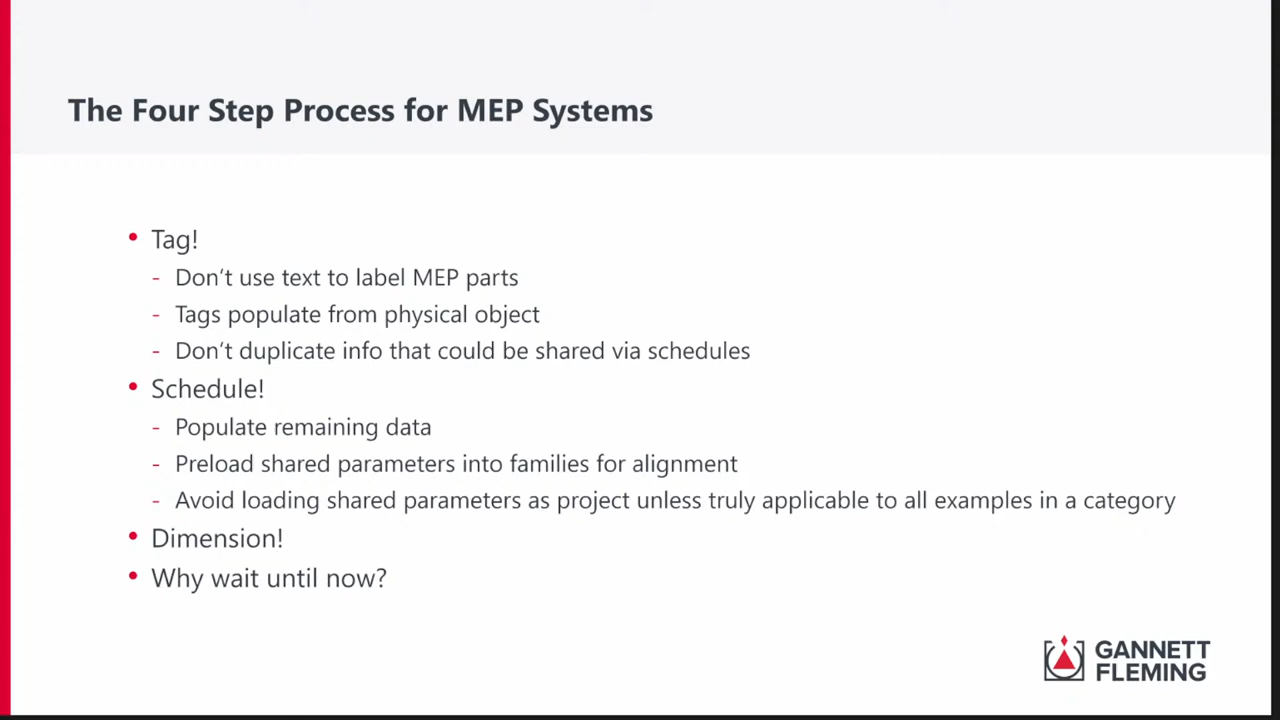 The Four Step Process for MEP Systems
• Tag!
- Don't use text to label MEP parts
- Tags populate from physical object
- Don't duplicate info that could be shared via schedules
• Schedule!
- Populate remaining data
- Preload shared parameters into families for alignment
- Avoid loading shared parameters as project unless truly applicable to all examples in a category
• Dimension!
• Why wait until now?
GANNETT
FLEMING